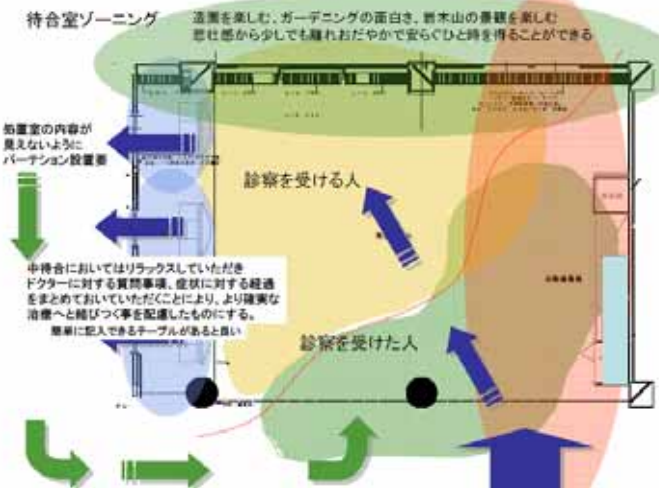 待合室ゾーニング
造園を楽しむ、ガーデニングの面白さ、岩木山の景観を楽しむ
悲壮感から少しでも離れおだやかで安らぐひと時を得ることができる
処置室の内容が
見えないように
パーテション設置要
診察を受ける人
中待合においてはリラックスしていただき
ドクターに対する質問事項、症状に対する経過
をまとめておいていただくことにより、より確実な
治療へと結びつく事を配慮したものにする。
簡単に記入できるテーブルがあると良い
診察を受けた人